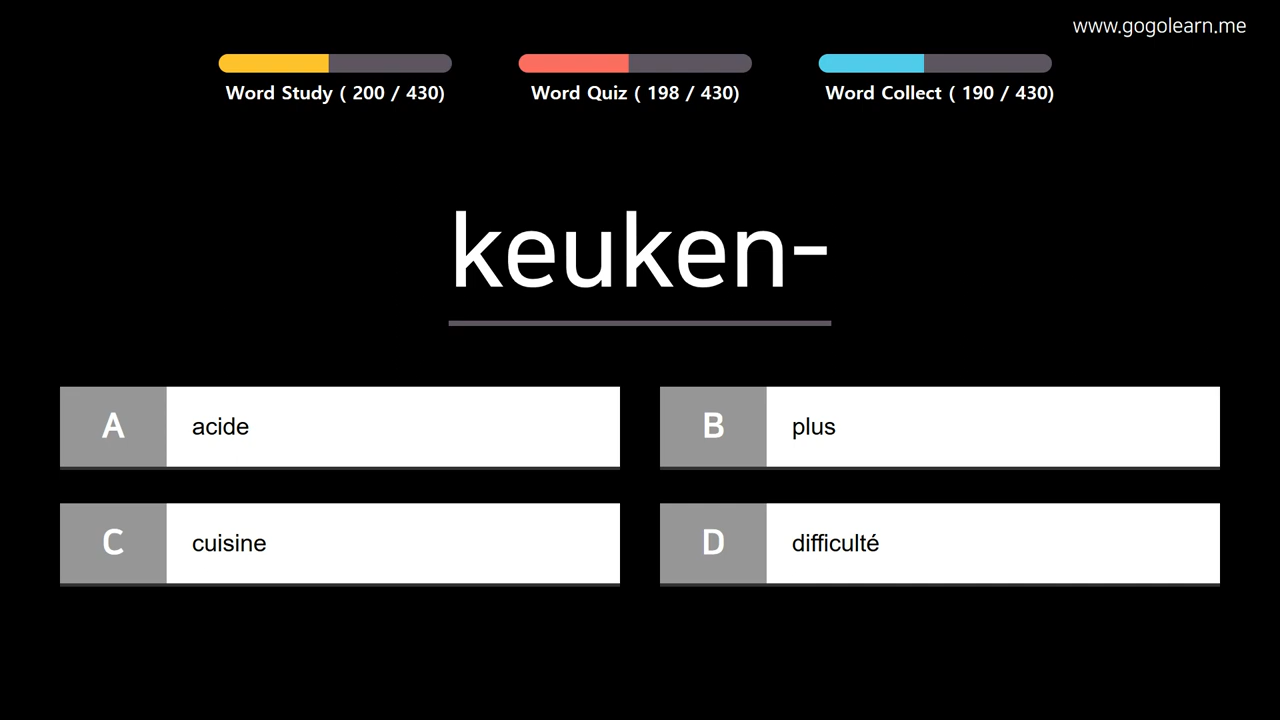 www.gogolearn.me
Word Study ( 200 / 430)
Word Quiz ( 198 / 430)
Word Collect ( 190 / 430)
keuken-
A acide
B plus
C cuisine
D difficulté